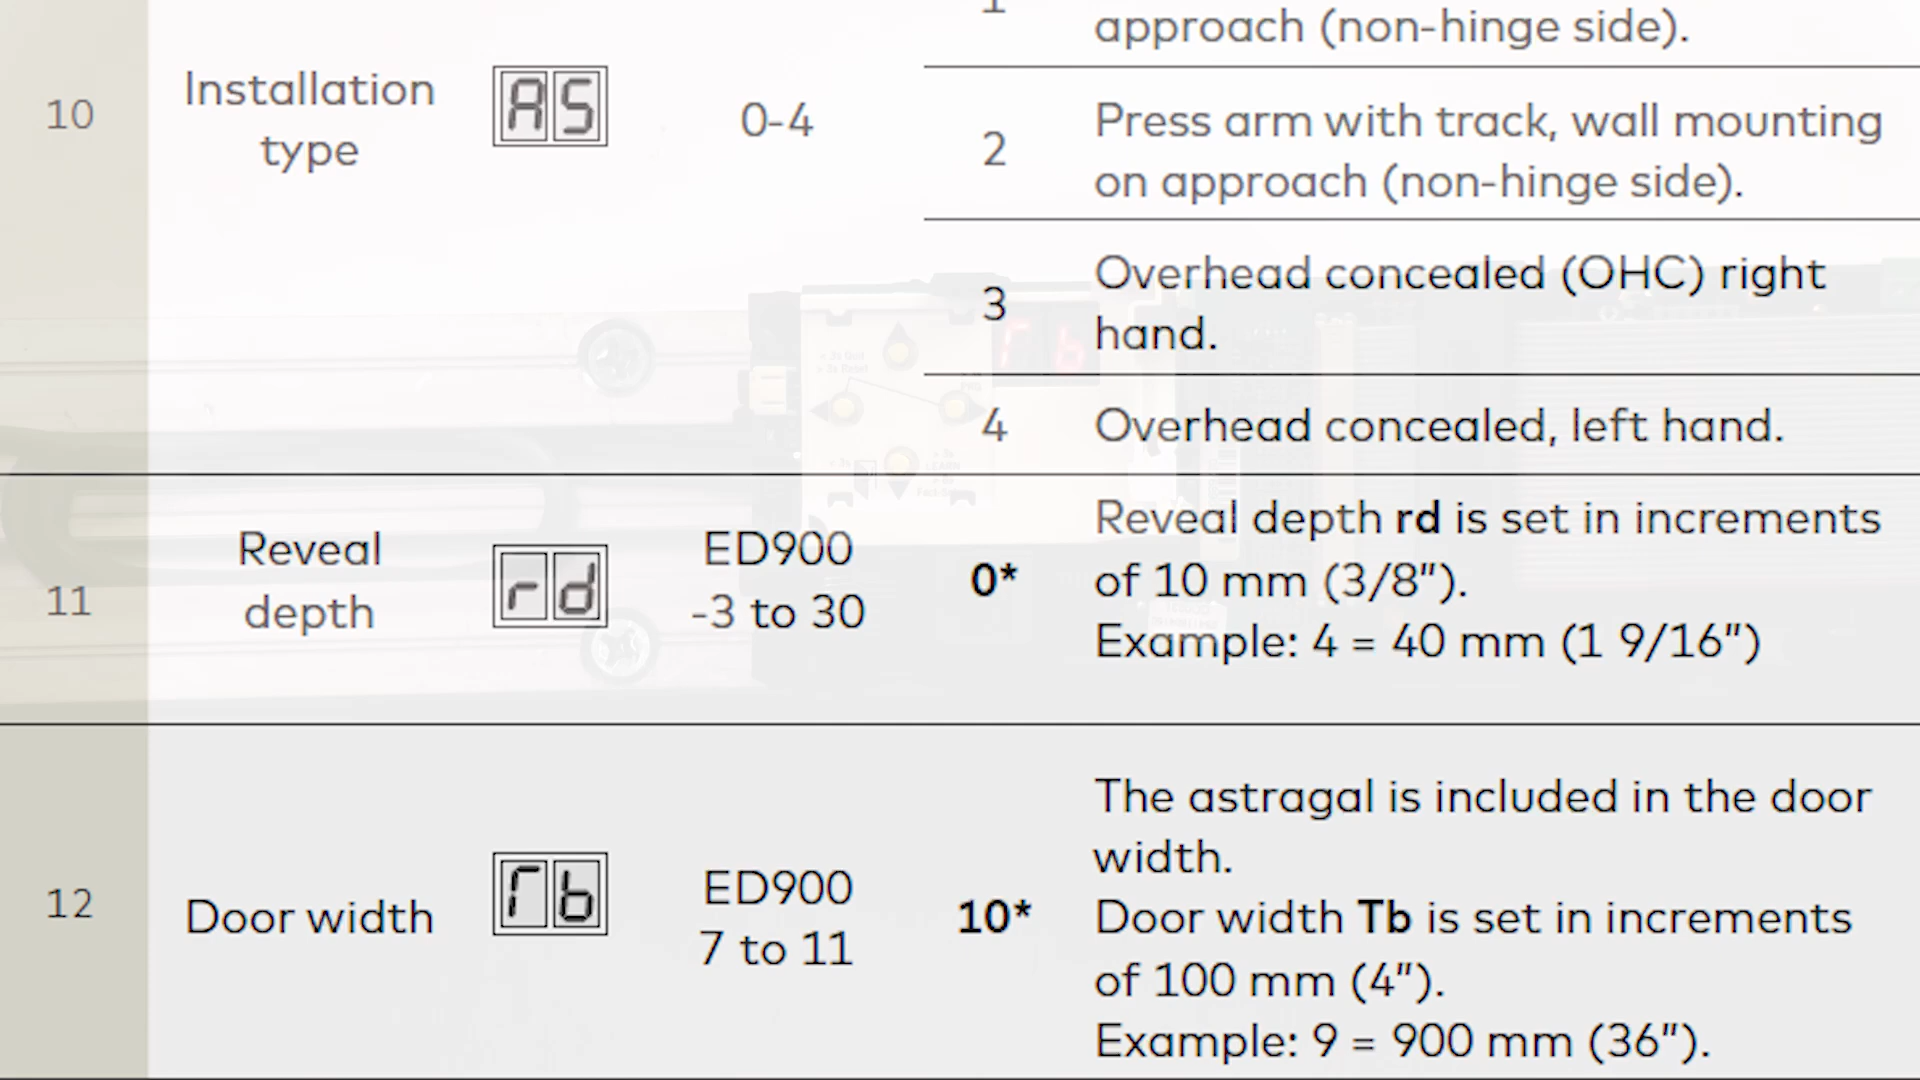 1
approach (non-hinge side).
10
Installation
type
AS
0-4
2
Press arm with track, wall mounting
on approach (non-hinge side).
3
Overhead concealed (OHC) right
hand.
4
Overhead concealed, left hand.
11
Reveal
depth
rd
ED900
-3 to 30
0*
Reveal depth rd is set in increments
of 10 mm (3/8″).
Example: 4 = 40 mm (1 9/16″)
12
Door width
Tb
ED900
7 to 11
10*
The astragal is included in the door
width.
Door width Tb is set in increments
of 100 mm (4″).
Example: 9 = 900 mm (36″).
Tb